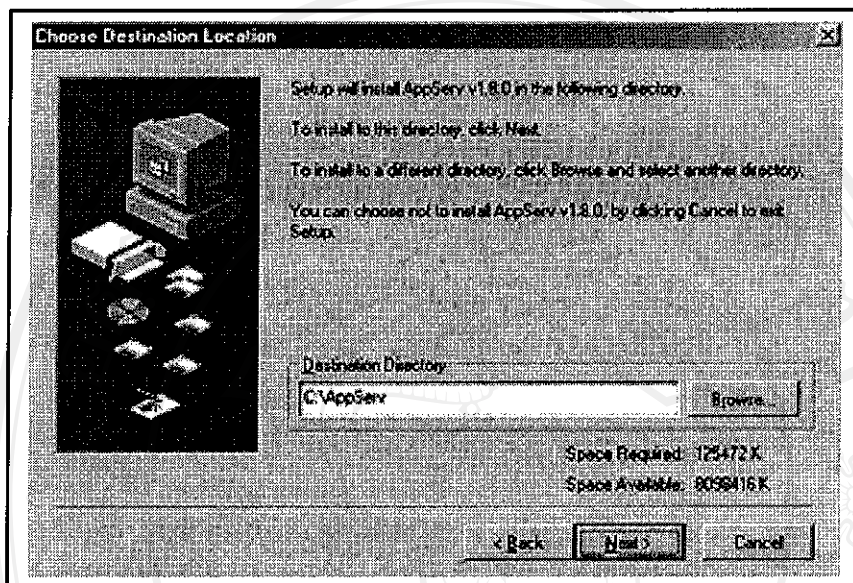 Choose Destination Location
Setup will install AppServ v1.8.0 in the following directory.
To install to this directory, click Next.
To install to a different directory, click Browse and select another directory.
You can choose not to install AppServ v1.8.0, by clicking Cancel to exit
Setup.
Destination Directory
C:\AppServ
Browse...
Space Required: 125472 K
Space Available: 8098416 K
< Back
Next >
Cancel